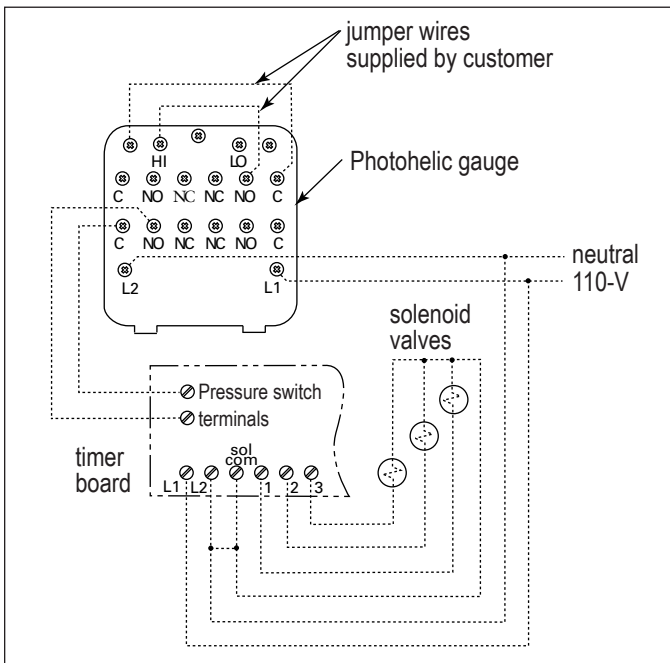 jumper wires
supplied by customer
HI LO
Photohelic gauge
C NO NC NC NO C
C NO NC NC NO C
L2 L1
neutral
110-V
solenoid
valves
Pressure switch
terminals
timer
board
sol
com
L1 L2 1 2 3